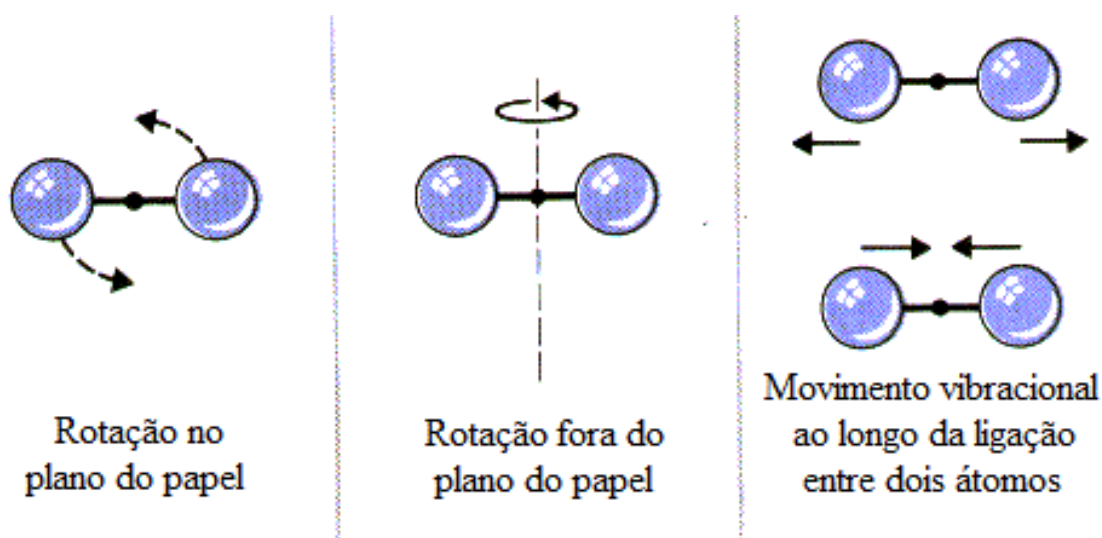 Rotação no
plano do papel
Rotação fora do
plano do papel
Movimento vibracional
ao longo da ligação
entre dois átomos